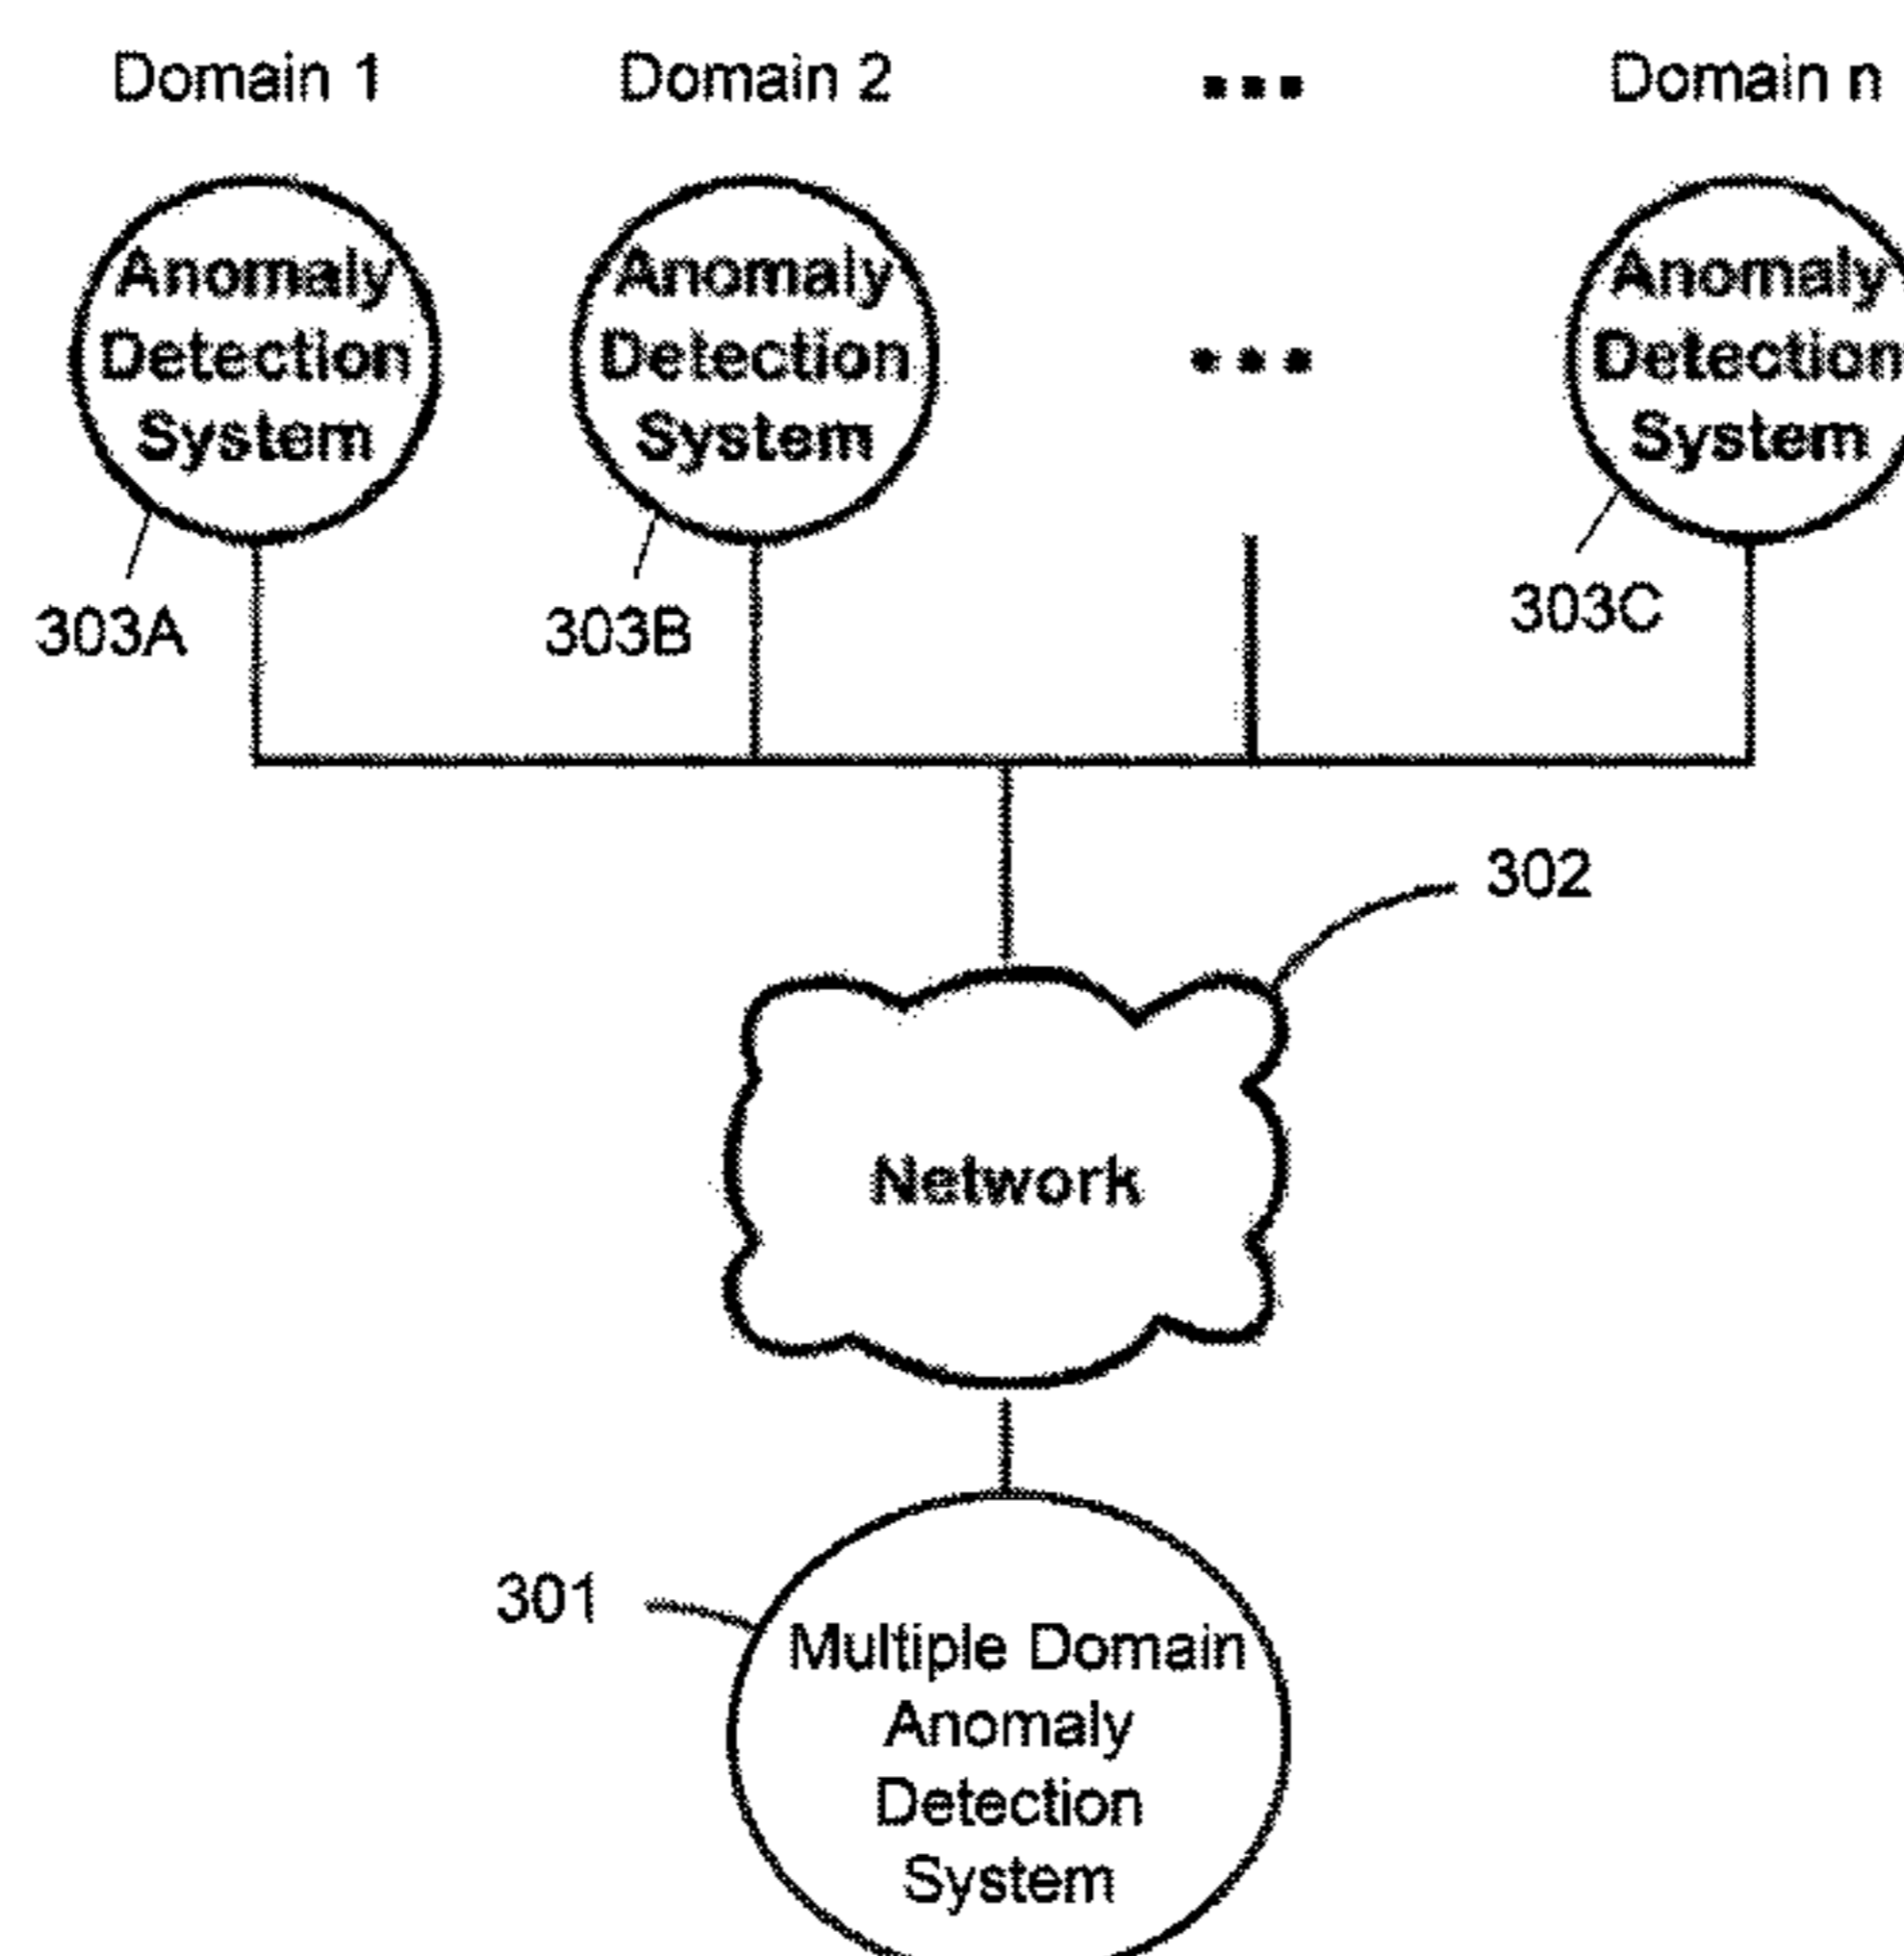 Domain 1
Domain 2
...
Domain n
Anomaly
Detection
System
Anomaly
Detection
System
...
Anomaly
Detection
System
303A
303B
303C
302
Network
301
Multiple Domain
Anomaly
Detection
System